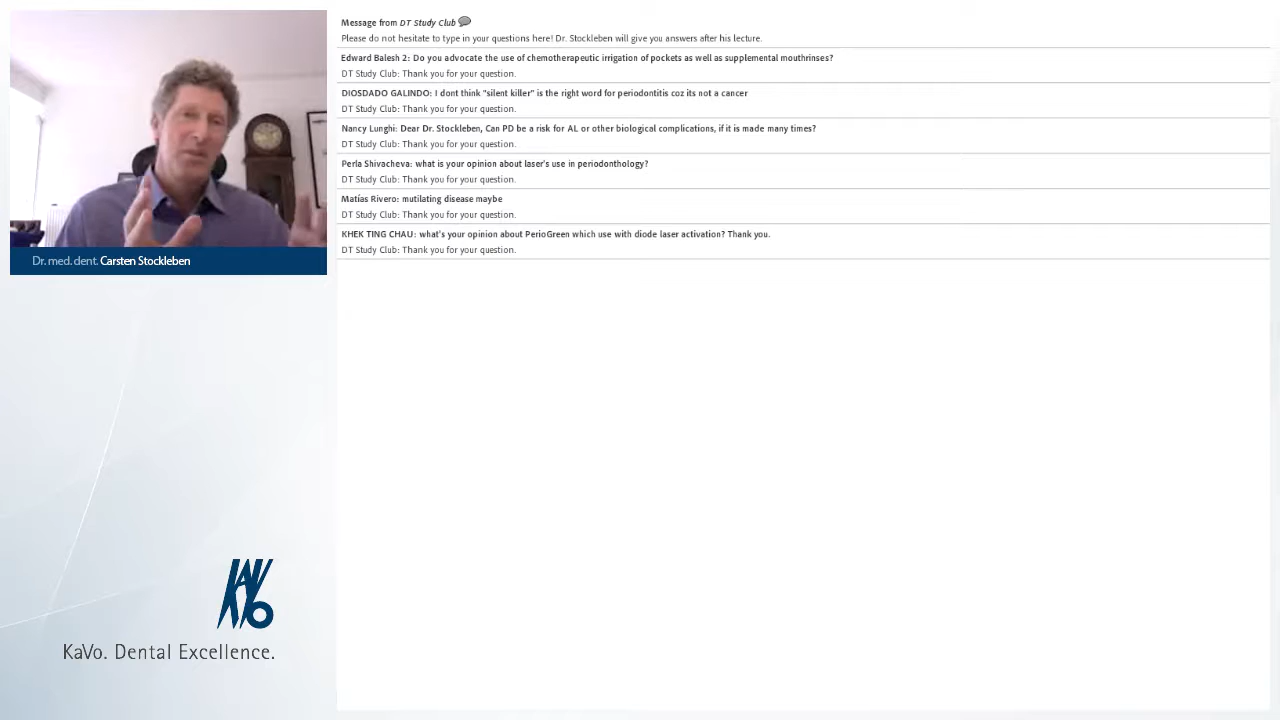 Message from DT Study Club
Please do not hesitate to type in your questions here! Dr. Stockleben will give you answers after his lecture.
Edward Balesh 2: Do you advocate the use of chemotherapeutic irrigation of pockets as well as supplemental mouthrinses?
DT Study Club: Thank you for your question.
DIOSDADO GALINDO: I dont think "silent killer" is the right word for periodontitis coz its not a cancer
DT Study Club: Thank you for your question.
Nancy Lunghi: Dear Dr. Stockleben, Can PD be a risk for AL or other biological complications, if it is made many times?
DT Study Club: Thank you for your question.
Perla Shivacheva: what is your opinion about laser's use in periodonthology?
DT Study Club: Thank you for your question.
Matías Rivero: mutilating disease maybe
DT Study Club: Thank you for your question.
KHEK TING CHAU: what's your opinion about PerioGreen which use with diode laser activation? Thank you.
DT Study Club: Thank you for your question.
Dr. med. dent. Carsten Stockleben
KAVO
KaVo. Dental Excellence.